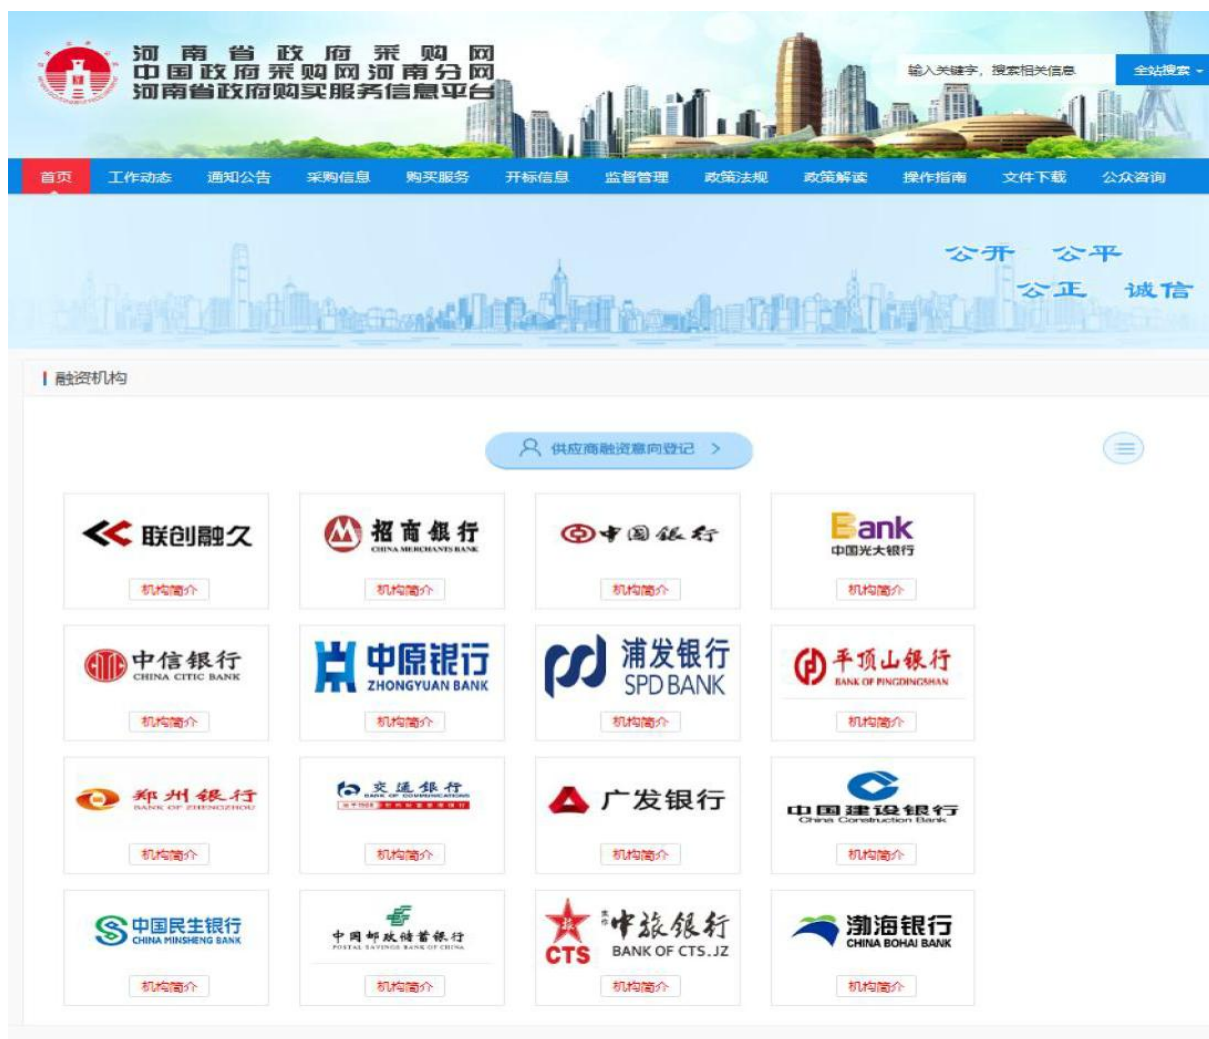 河南省政府采购网
中国政府采购网河南分网
河南省政府购买服务信息平台
输入关键字，搜索相关信息 全站搜索
首页 工作动态 通知公告 采购信息 购买服务 开标信息 监督管理 政策法规 政策解读 操作指南 文件下载 公众咨询
公开 公平
公正 诚信
融资机构
供应商融资意向登记 >
联创融久
机构简介
招商银行
CHINA MERCHANTS BANK
机构简介
中国银行
机构简介
Bank
中国光大银行
机构简介
中信银行
CHINA CITIC BANK
机构简介
中原银行
ZHONGYUAN BANK
机构简介
浦发银行
SPD BANK
机构简介
平顶山银行
BANK OF PINGDINGSHAN
机构简介
郑州银行
BANK OF ZHENGZHOU
机构简介
交通银行
BANK OF COMMUNICATIONS
机构简介
广发银行
机构简介
中国建设银行
China Construction Bank
机构简介
中国民生银行
CHINA MINSHENG BANK
机构简介
中国邮政储蓄银行
POSTAL SAVINGS BANK OF CHINA
机构简介
旅
CTS
焦作中旅银行
BANK OF CTS.JZ
机构简介
渤海银行
CHINA BOHAI BANK
机构简介